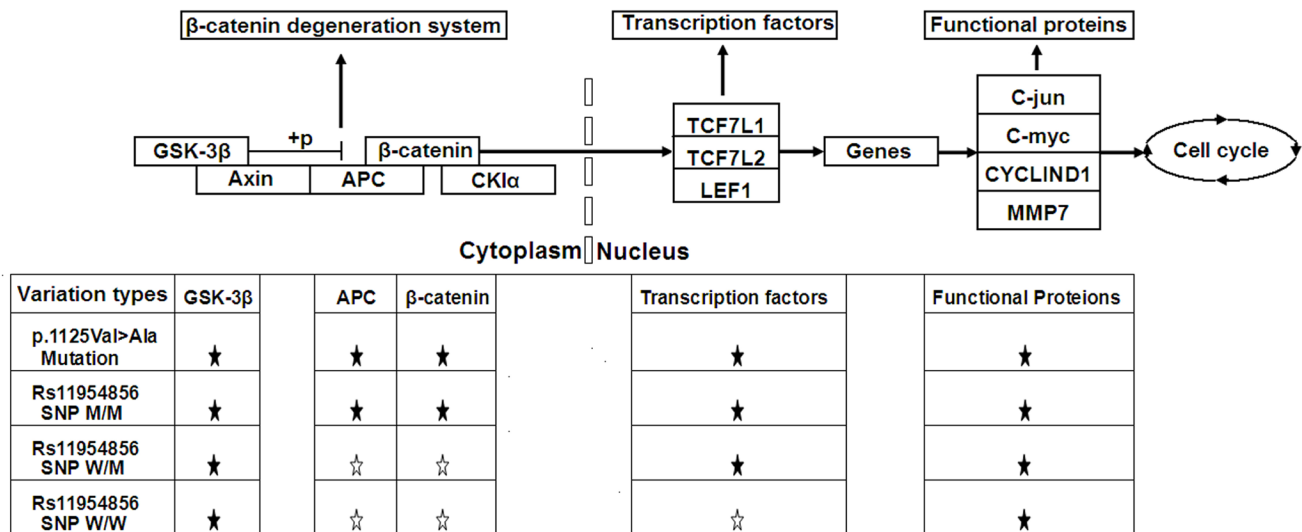 β-catenin degeneration system
Transcription factors
Functional proteins
+p
GSK-3β
β-catenin
Axin
APC
CKIα
TCF7L1
TCF7L2
LEF1
Genes
C-jun
C-myc
CYCLIND1
MMP7
Cell cycle
Cytoplasm
Nucleus
Variation types
GSK-3β
APC
β-catenin
Transcription factors
Functional Proteions
p.1125Val>Ala
Mutation
Rs11954856
SNP M/M
Rs11954856
SNP W/M
Rs11954856
SNP W/W